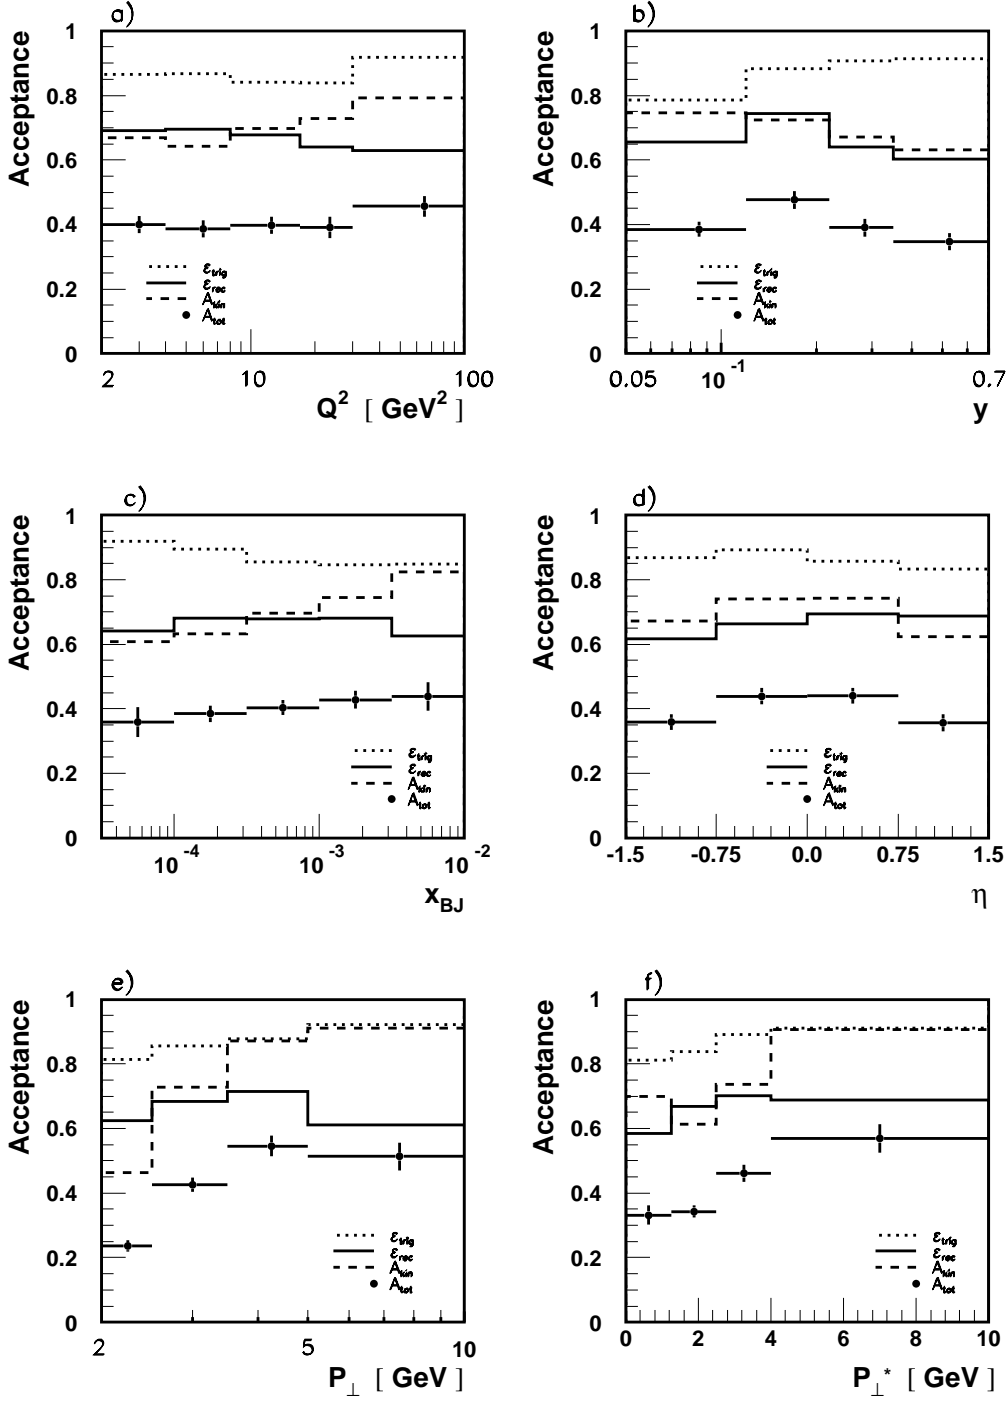 a)
Acceptance
1
0.8
0.6
0.4
0.2
0
ε_trig
ε_rec
A_kin
A_tot
2 10 100
Q² [ GeV² ]
b)
Acceptance
1
0.8
0.6
0.4
0.2
0
ε_trig
ε_rec
A_kin
A_tot
0.05 10⁻¹ 0.7
y
c)
Acceptance
1
0.8
0.6
0.4
0.2
0
ε_trig
ε_rec
A_kin
A_tot
10⁻⁴ 10⁻³ 10⁻²
x_BJ
d)
Acceptance
1
0.8
0.6
0.4
0.2
0
ε_trig
ε_rec
A_kin
A_tot
-1.5 -0.75 0.0 0.75 1.5
η
e)
Acceptance
1
0.8
0.6
0.4
0.2
0
ε_trig
ε_rec
A_kin
A_tot
2 5 10
P_⊥ [ GeV ]
f)
Acceptance
1
0.8
0.6
0.4
0.2
0
ε_trig
ε_rec
A_kin
A_tot
0 2 4 6 8 10
P_⊥* [ GeV ]